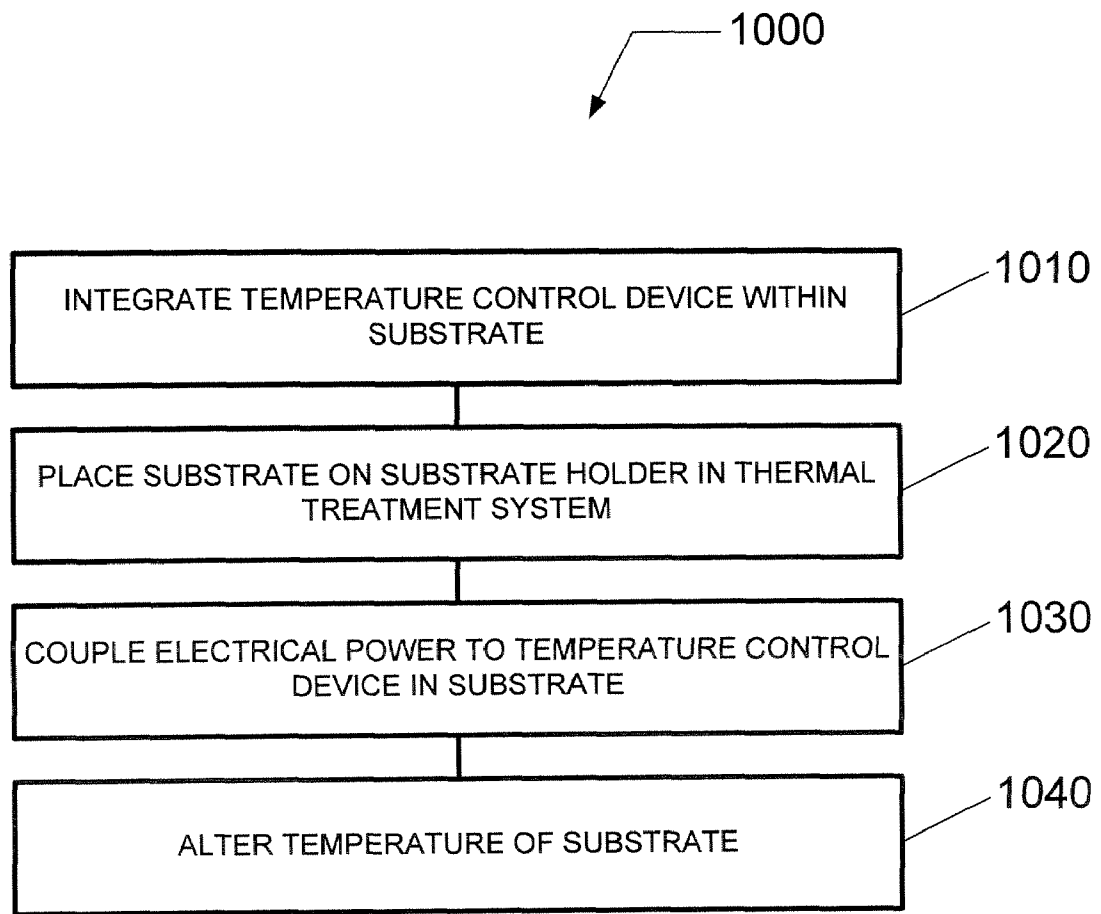 1000
INTEGRATE TEMPERATURE CONTROL DEVICE WITHIN
SUBSTRATE
1010
PLACE SUBSTRATE ON SUBSTRATE HOLDER IN THERMAL
TREATMENT SYSTEM
1020
COUPLE ELECTRICAL POWER TO TEMPERATURE CONTROL
DEVICE IN SUBSTRATE
1030
ALTER TEMPERATURE OF SUBSTRATE
1040